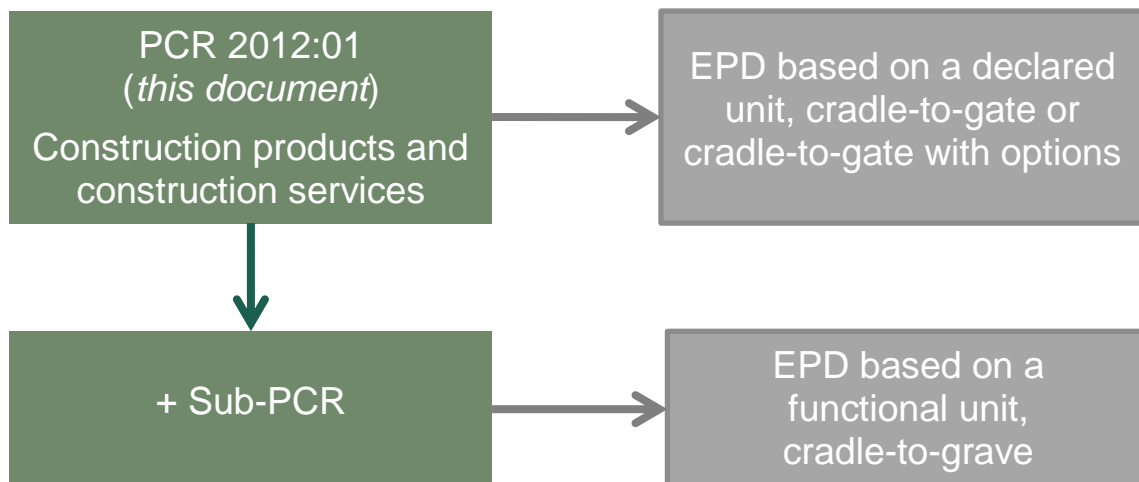 PCR 2012:01
(this document)
Construction products and
construction services
EPD based on a declared
unit, cradle-to-gate or
cradle-to-gate with options
+ Sub-PCR
EPD based on a
functional unit,
cradle-to-grave